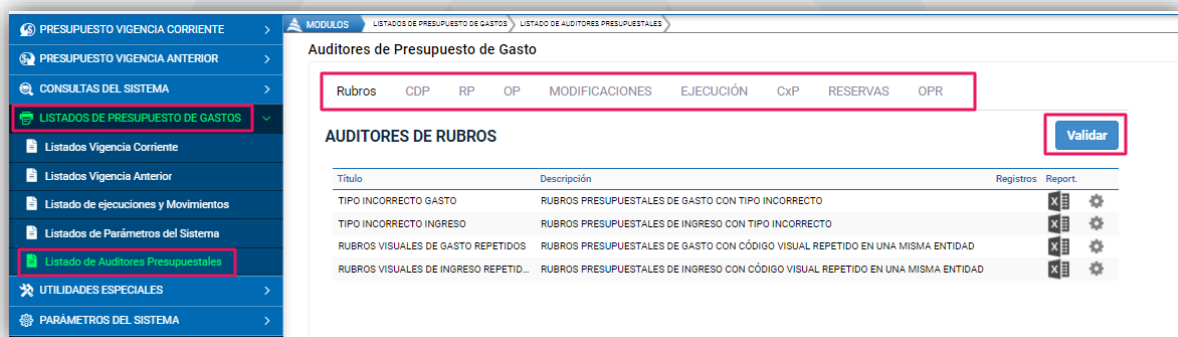 PRESUPUESTO VIGENCIA CORRIENTE
PRESUPUESTO VIGENCIA ANTERIOR
CONSULTAS DEL SISTEMA
LISTADOS DE PRESUPUESTO DE GASTOS
Listados Vigencia Corriente
Listados Vigencia Anterior
Listado de ejecuciones y Movimientos
Listados de Parámetros del Sistema
Listado de Auditores Presupuestales
UTILIDADES ESPECIALES
PARÁMETROS DEL SISTEMA
MODULOS LISTADOS DE PRESUPUESTO DE GASTOS LISTADO DE AUDITORES PRESUPUESTALES
Auditores de Presupuesto de Gasto
Rubros CDP RP OP MODIFICACIONES EJECUCIÓN CxP RESERVAS OPR
AUDITORES DE RUBROS Validar
Título Descripción Registros Report.
TIPO INCORRECTO GASTO RUBROS PRESUPUESTALES DE GASTO CON TIPO INCORRECTO
TIPO INCORRECTO INGRESO RUBROS PRESUPUESTALES DE INGRESO CON TIPO INCORRECTO
RUBROS VISUALES DE GASTO REPETIDOS RUBROS PRESUPUESTALES DE GASTO CON CÓDIGO VISUAL REPETIDO EN UNA MISMA ENTIDAD
RUBROS VISUALES DE INGRESO REPETID... RUBROS PRESUPUESTALES DE INGRESO CON CÓDIGO VISUAL REPETIDO EN UNA MISMA ENTIDAD